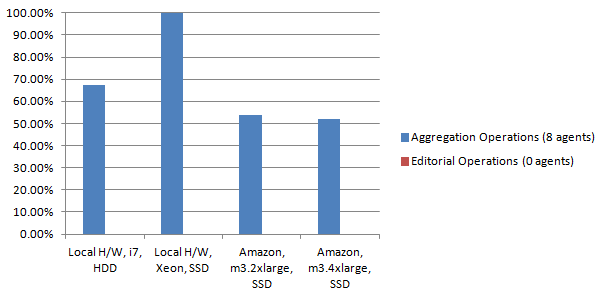 100.00%
90.00%
80.00%
70.00%
60.00%
50.00%
40.00%
30.00%
20.00%
10.00%
0.00%
Local H/W, i7,
HDD
Local H/W,
Xeon, SSD
Amazon,
m3.2xlarge,
SSD
Amazon,
m3.4xlarge,
SSD
Aggregation Operations (8 agents)
Editorial Operations (0 agents)